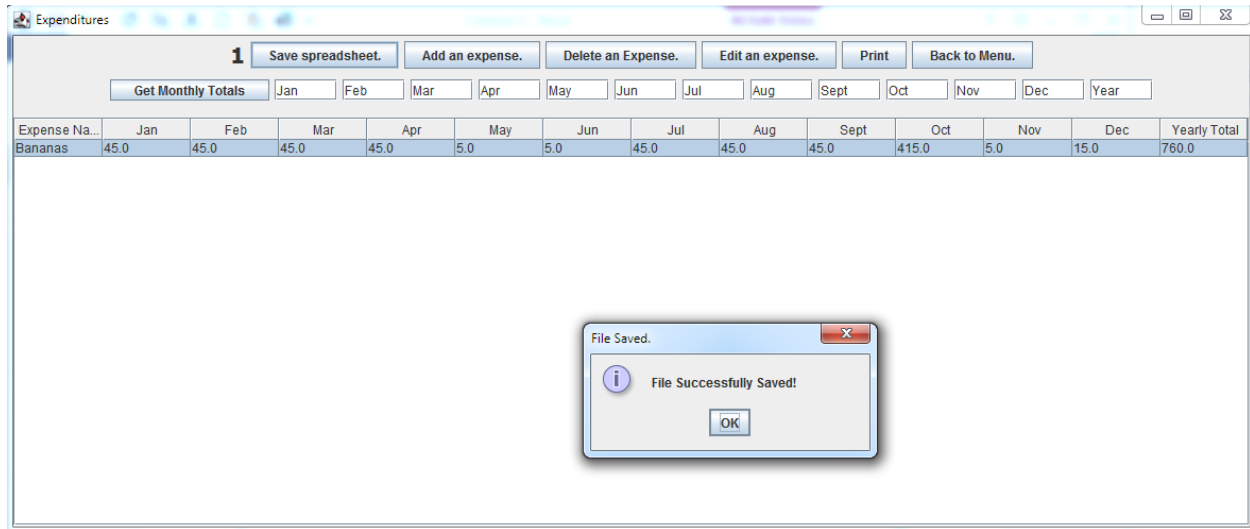 Expenditures
1 Save spreadsheet. Add an expense. Delete an Expense. Edit an expense. Print Back to Menu.
Get Monthly Totals Jan Feb Mar Apr May Jun Jul Aug Sept Oct Nov Dec Year
Expense Na... Jan Feb Mar Apr May Jun Jul Aug Sept Oct Nov Dec Yearly Total
Bananas 45.0 45.0 45.0 45.0 5.0 5.0 45.0 45.0 45.0 415.0 5.0 15.0 760.0
File Saved.
File Successfully Saved!
OK